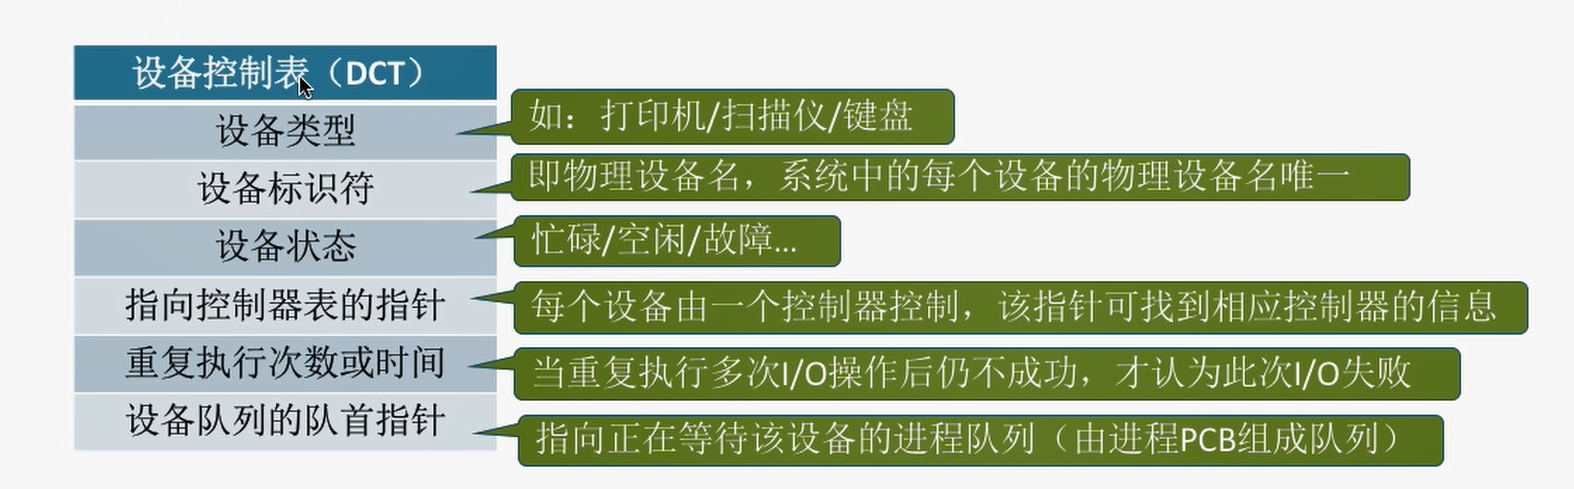 设备控制表（DCT）
设备类型
如：打印机/扫描仪/键盘
设备标识符
即物理设备名，系统中的每个设备的物理设备名唯一
设备状态
忙碌/空闲/故障...
指向控制器表的指针
每个设备由一个控制器控制，该指针可找到相应控制器的信息
重复执行次数或时间
当重复执行多次I/O操作后仍不成功，才认为此次I/O失败
设备队列的队首指针
指向正在等待该设备的进程队列（由进程PCB组成队列）